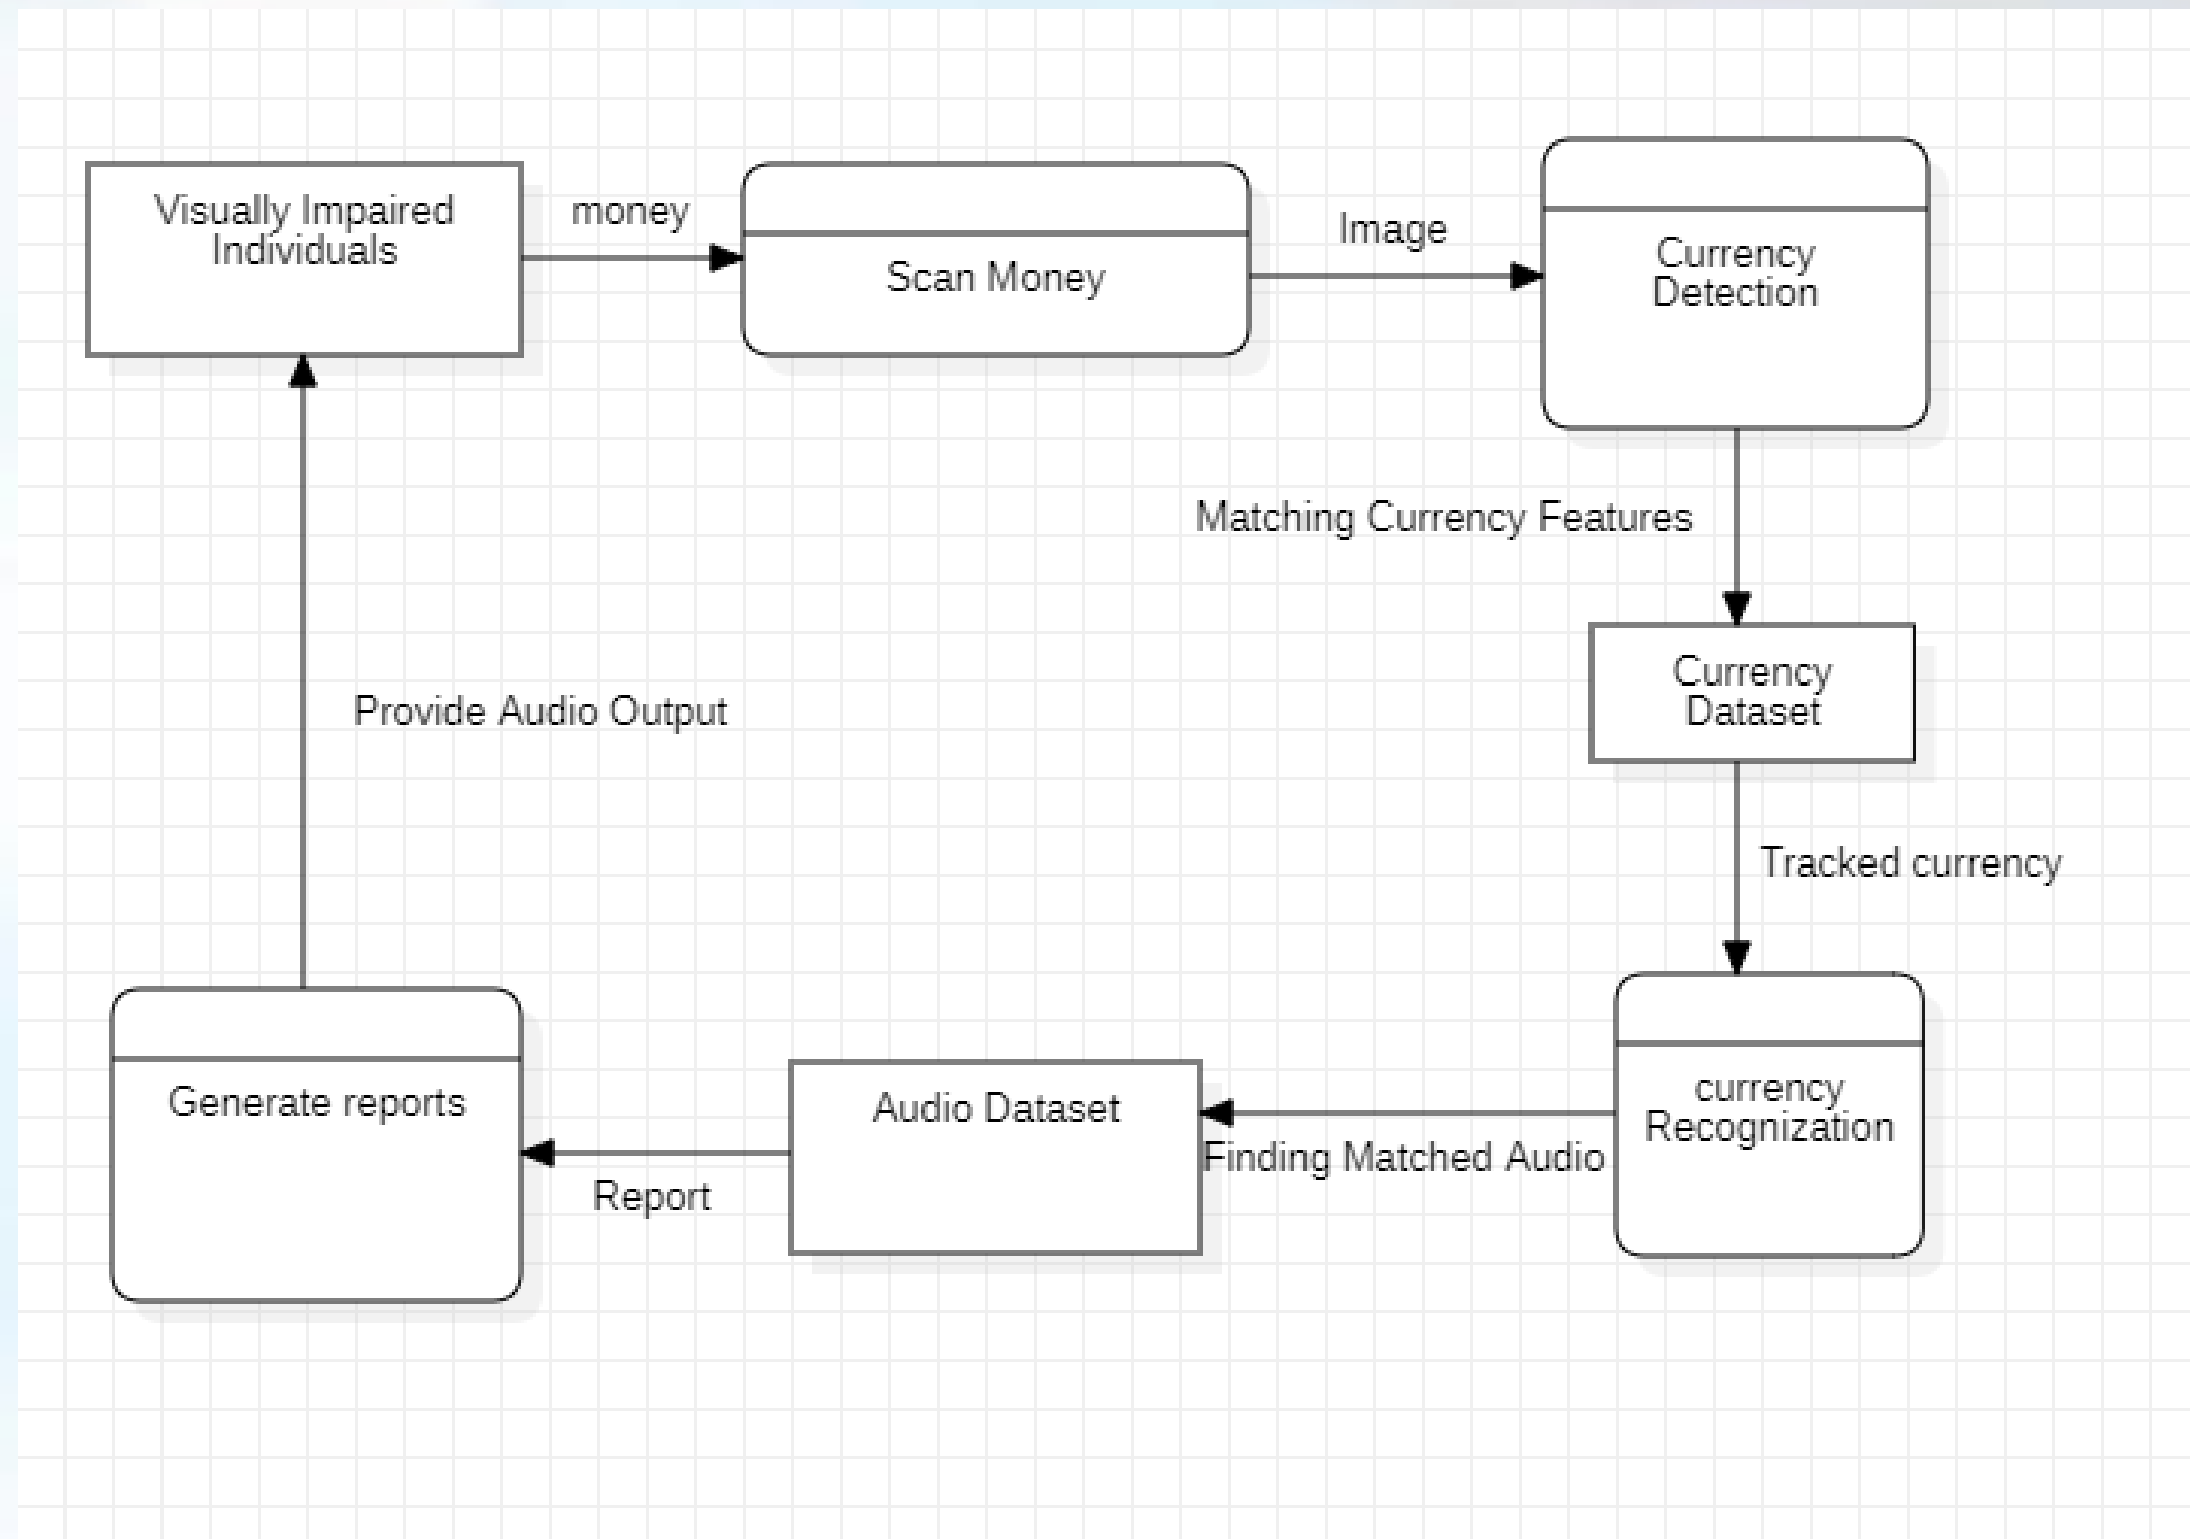 Visually Impaired
Individuals
money
Scan Money
Image
Currency
Detection
Matching Currency Features
Currency
Dataset
Tracked currency
currency
Recognization
Finding Matched Audio
Audio Dataset
Report
Generate reports
Provide Audio Output